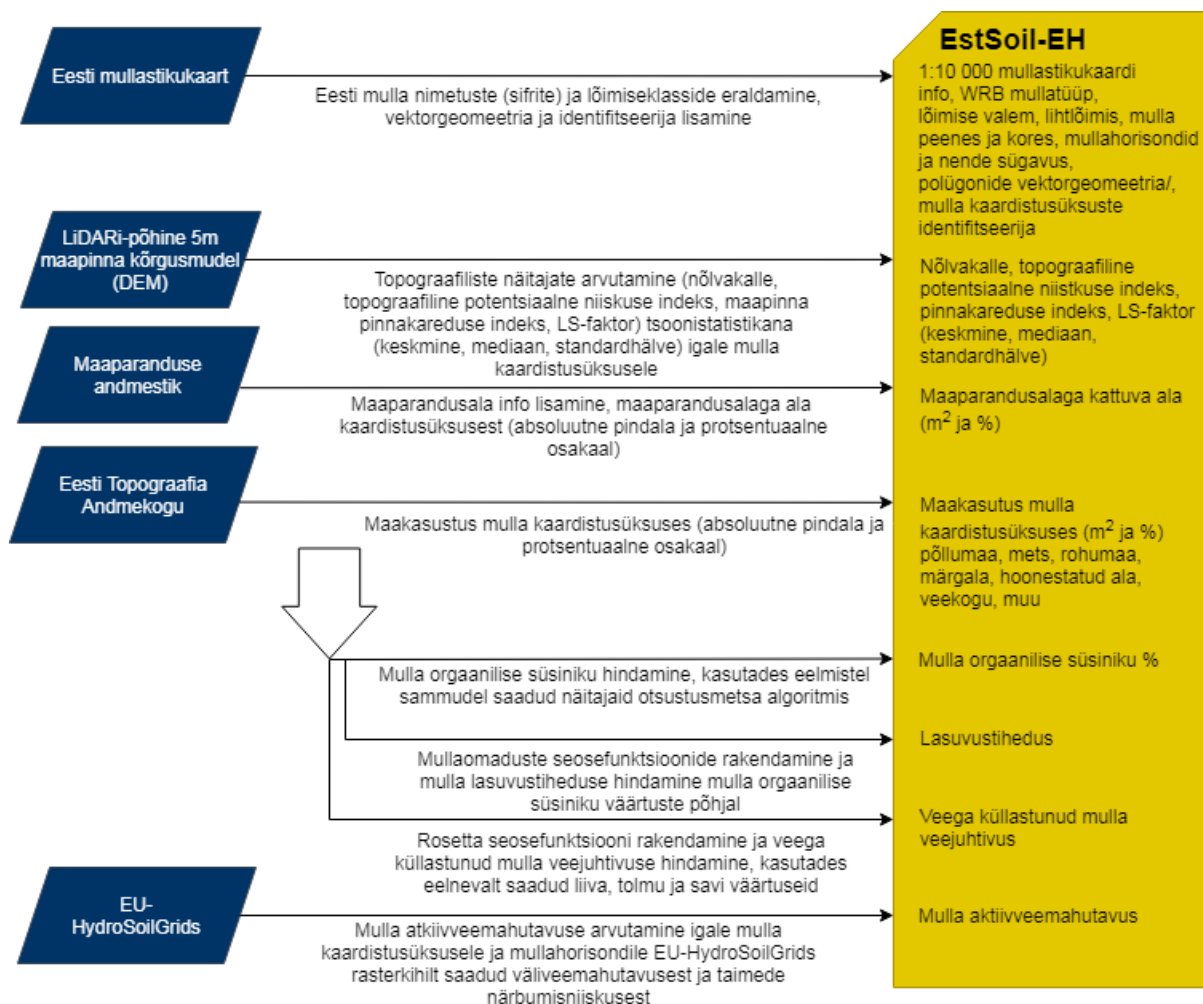 Eesti mullastikukaart
Eesti mulla nimetuste (sifrite) ja lõimiseklasside eraldamine,
vektorgeomeetria ja identifitseerija lisamine
EstSoil-EH
1:10 000 mullastikukaardi
info, WRB mullatüüp,
lõimise valem, lihtlõimis, mulla
peenes ja kores, mullahorisondid
ja nende sügavus,
polügonide vektorgeomeetria/,
mulla kaardistusüksuste
identifitseerija
LiDARi-põhine 5m
maapinna kõrgusmudel
(DEM)
Topograafiliste näitajate arvutamine (nõlvakalle,
topograafiline potentsiaalne niiskuse indeks, maapinna
pinnakareduse indeks, LS-faktor) tsoonistatistikana
(keskmine, mediaan, standardhälve) igale mulla
kaardistusüksusele
Nõlvakalle, topograafiline
potentsiaalne niistkuse indeks,
pinnakareduse indeks, LS-faktor
(keskmine, mediaan,
standardhälve)
Maaparanduse
andmestik
Maaparandusala info lisamine, maaparandusalaga ala
kaardistusüksusest (absoluutne pindala ja protsentuaalne
osakaal)
Maaparandusalaga kattuva ala
(m² ja %)
Eesti Topograafia
Andmekogu
Maakasustus mulla kaardistusüksuses (absoluutne pindala ja
protsentuaalne osakaal)
Maakasutus mulla
kaardistusüksuses (m² ja %)
põllumaa, mets, rohumaa,
märgala, hoonestatud ala,
veekogu, muu
Mulla orgaanilise süsiniku hindamine, kasutades eelmistel
sammudel saadud näitajaid otsustusmetsa algoritmis
Mulla orgaanilise süsiniku %
Mullaomaduste seosefunktsioonide rakendamine ja
mulla lasuvustiheduse hindamine mulla orgaanilise
süsiniku väärtuste põhjal
Lasuvustihedus
Rosetta seosefunktsiooni rakendamine ja veega
küllastunud mulla veejuhtivuse hindamine, kasutades
eelnevalt saadud liiva, tolmu ja savi väärtuseid
Veega küllastunud mulla
veejuhtivus
EU-
HydroSoilGrids
Mulla atkiivveemahutavuse arvutamine igale mulla
kaardistusüksusele ja mullahorisondile EU-HydroSoilGrids
rasterkihilt saadud väliveemahutavusest ja taimede
närbumisniiskusest
Mulla aktiivveemahutavus